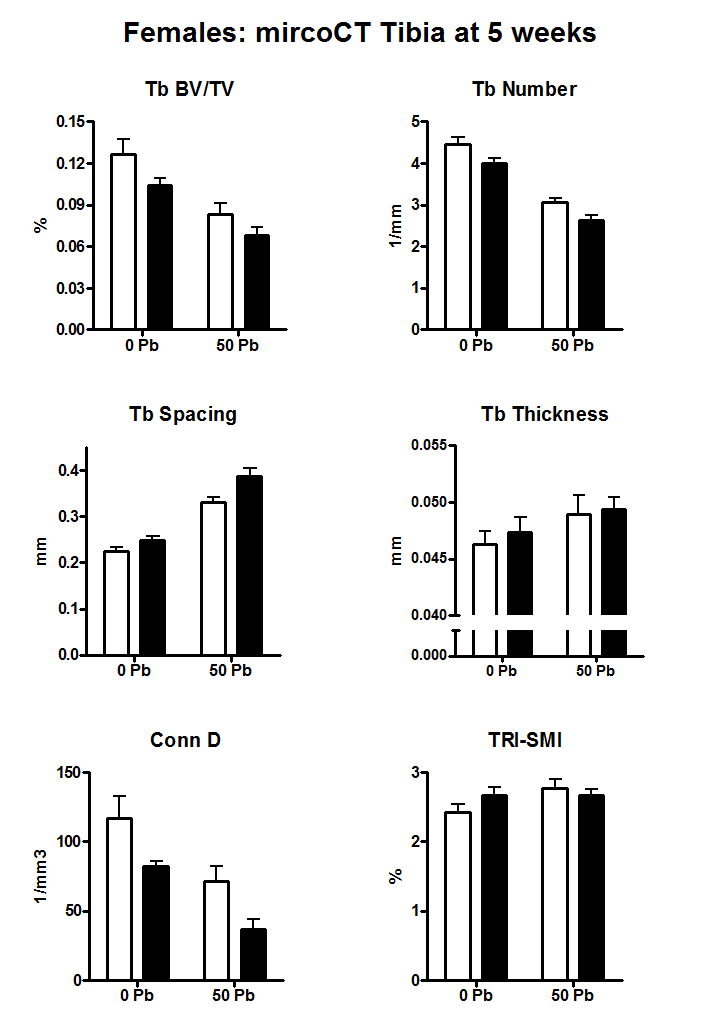 Females: mircoCT Tibia at 5 weeks
Tb BV/TV
0.15
0.12
0.09
0.06
0.03
0.00
%
0 Pb
50 Pb
Tb Number
5
4
3
2
1
0
1/mm
0 Pb
50 Pb
Tb Spacing
0.4
0.3
0.2
0.1
0.0
mm
0 Pb
50 Pb
Tb Thickness
0.055
0.050
0.045
0.040
0.000
mm
0 Pb
50 Pb
Conn D
150
100
50
0
1/mm3
0 Pb
50 Pb
TRI-SMI
3
2
1
0
%
0 Pb
50 Pb